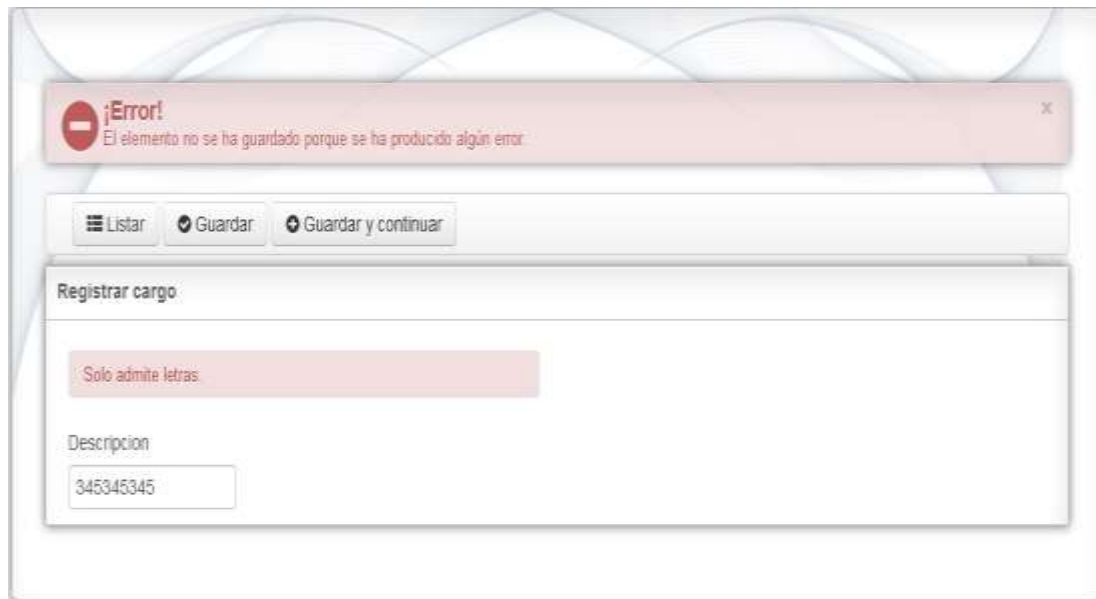 ¡Error!
El elemento no se ha guardado porque se ha producido algún error.
x
Listar Guardar Guardar y continuar
Registrar cargo
Solo admite letras.
Descripcion
345345345